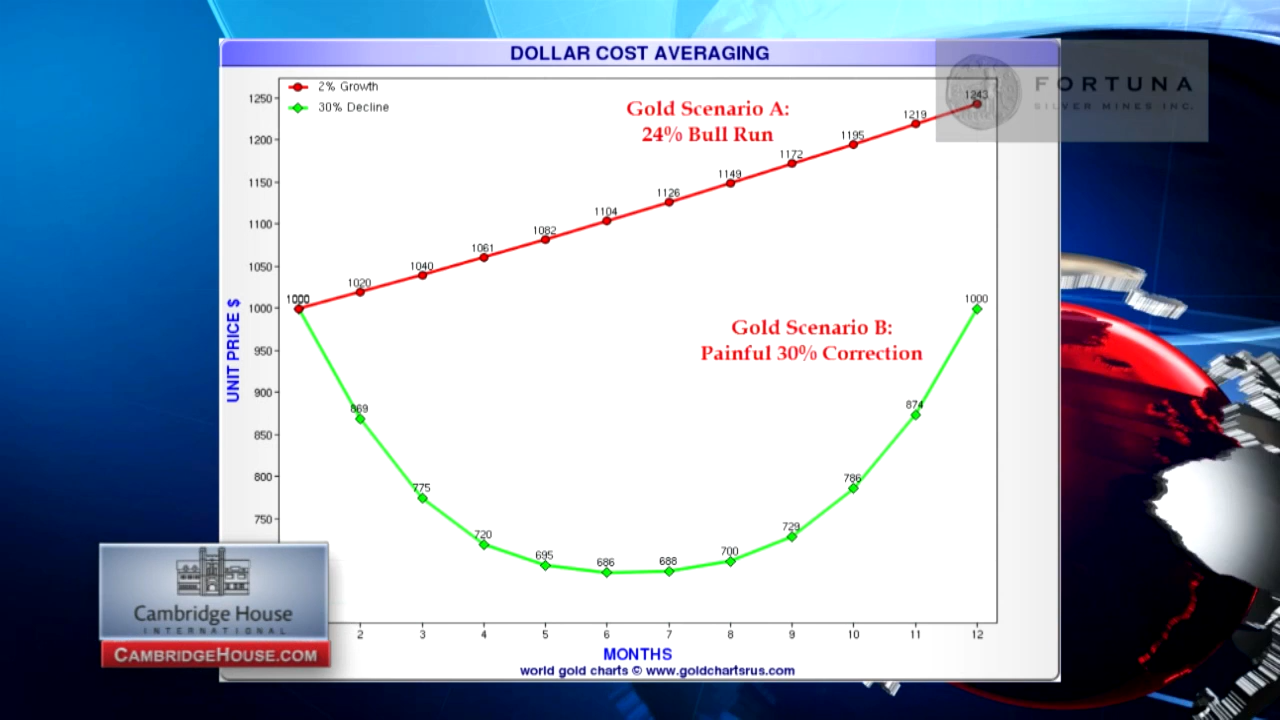 DOLLAR COST AVERAGING
FORTUNA
SILVER MINES INC.
2% Growth
30% Decline
Gold Scenario A:
24% Bull Run
Gold Scenario B:
Painful 30% Correction
UNIT PRICE $
1250
1200
1150
1100
1050
1000
950
900
850
800
750
1000
1020
1040
1061
1082
1104
1126
1149
1172
1195
1219
1243
869
775
720
695
686
688
700
729
786
874
1000
2 3 4 5 6 7 8 9 10 11 12
MONTHS
world gold charts © www.goldchartsrus.com
Cambridge House
INTERNATIONAL
CAMBRIDGEHOUSE.COM